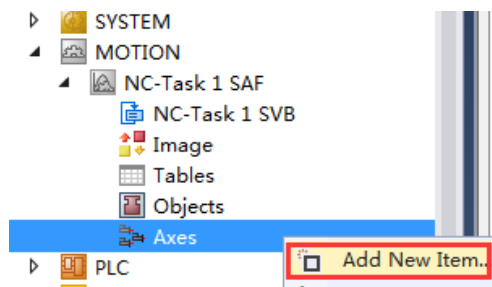 SYSTEM
MOTION
NC-Task 1 SAF
NC-Task 1 SVB
Image
Tables
Objects
Axes
Add New Item..
PLC